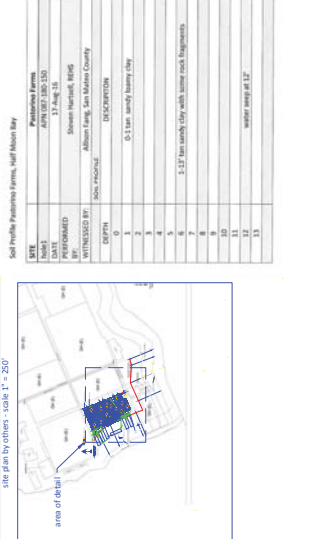 Soil Profile Pastorino Farms, Half Moon Bay
SITE Pastorino Farms
hole1 APN 087-180-150
DATE 17-Aug-16
PERFORMED BY: Steven Hartsell, REHS
WITNESSED BY: Allison Fang, San Mateo County
SOIL PROFILE
DEPTH DESCRIPTION
0
1 0-1 tan sandy loamy clay
2
3
4
5
6 1-13' tan sandy clay with some rock fragments
7
8
9
10
11
12 water seep at 12'
13
site plan by others - scale 1" = 250'
area of detail